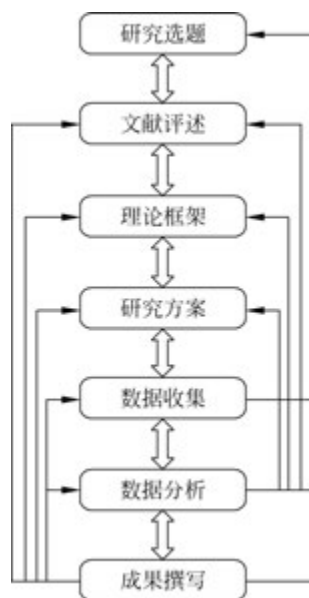 研究选题
文献评述
理论框架
研究方案
数据收集
数据分析
成果撰写